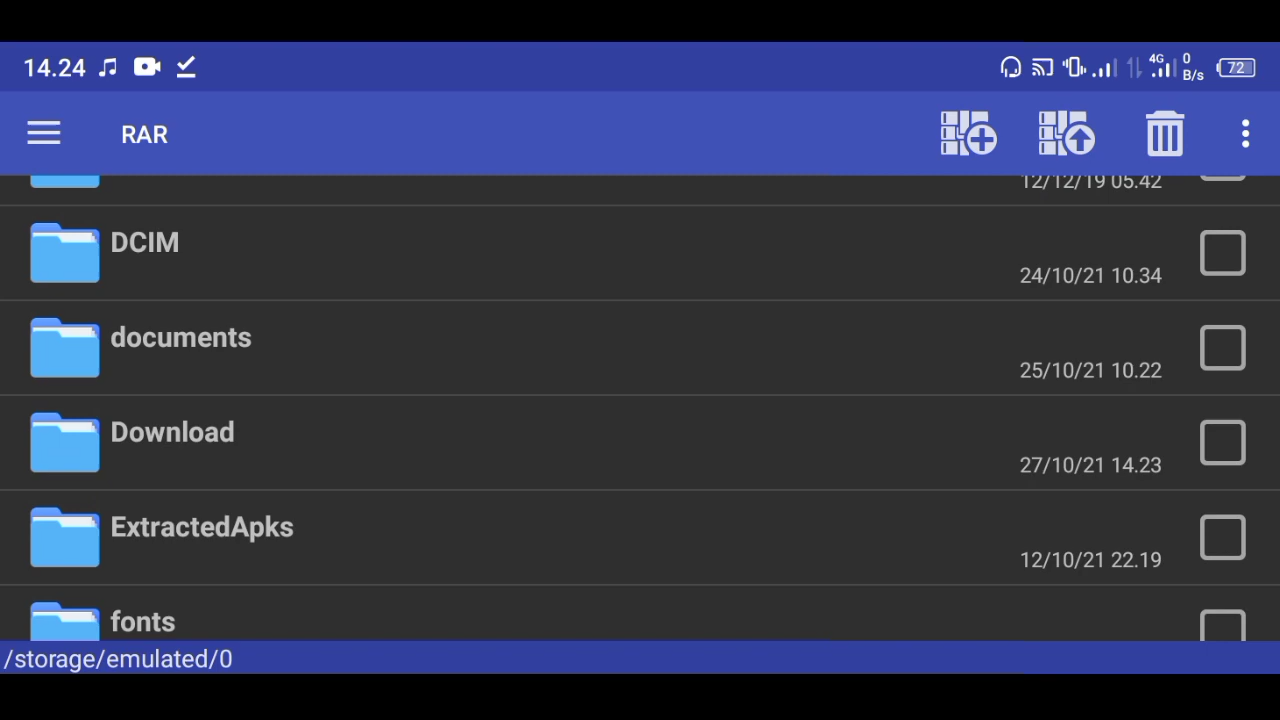 14.24
4G 0 B/s 72
RAR
12/12/19 05.42
DCIM
24/10/21 10.34
documents
25/10/21 10.22
Download
27/10/21 14.23
ExtractedApks
12/10/21 22.19
fonts
/storage/emulated/0